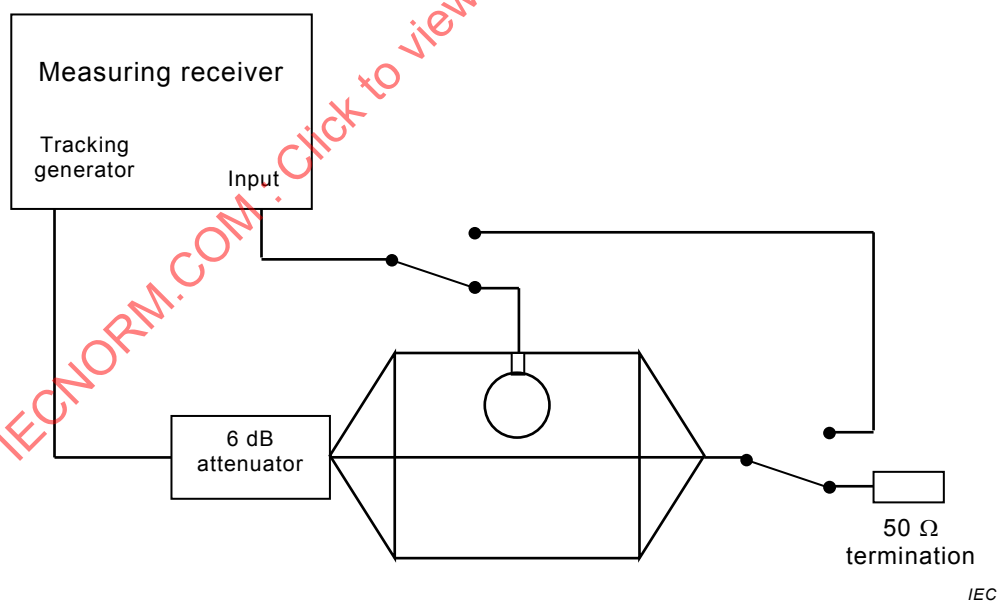 Measuring receiver
Tracking
generator
Input
IECNORM.COM : Click to view
6 dB
attenuator
50 Ω
termination
IEC